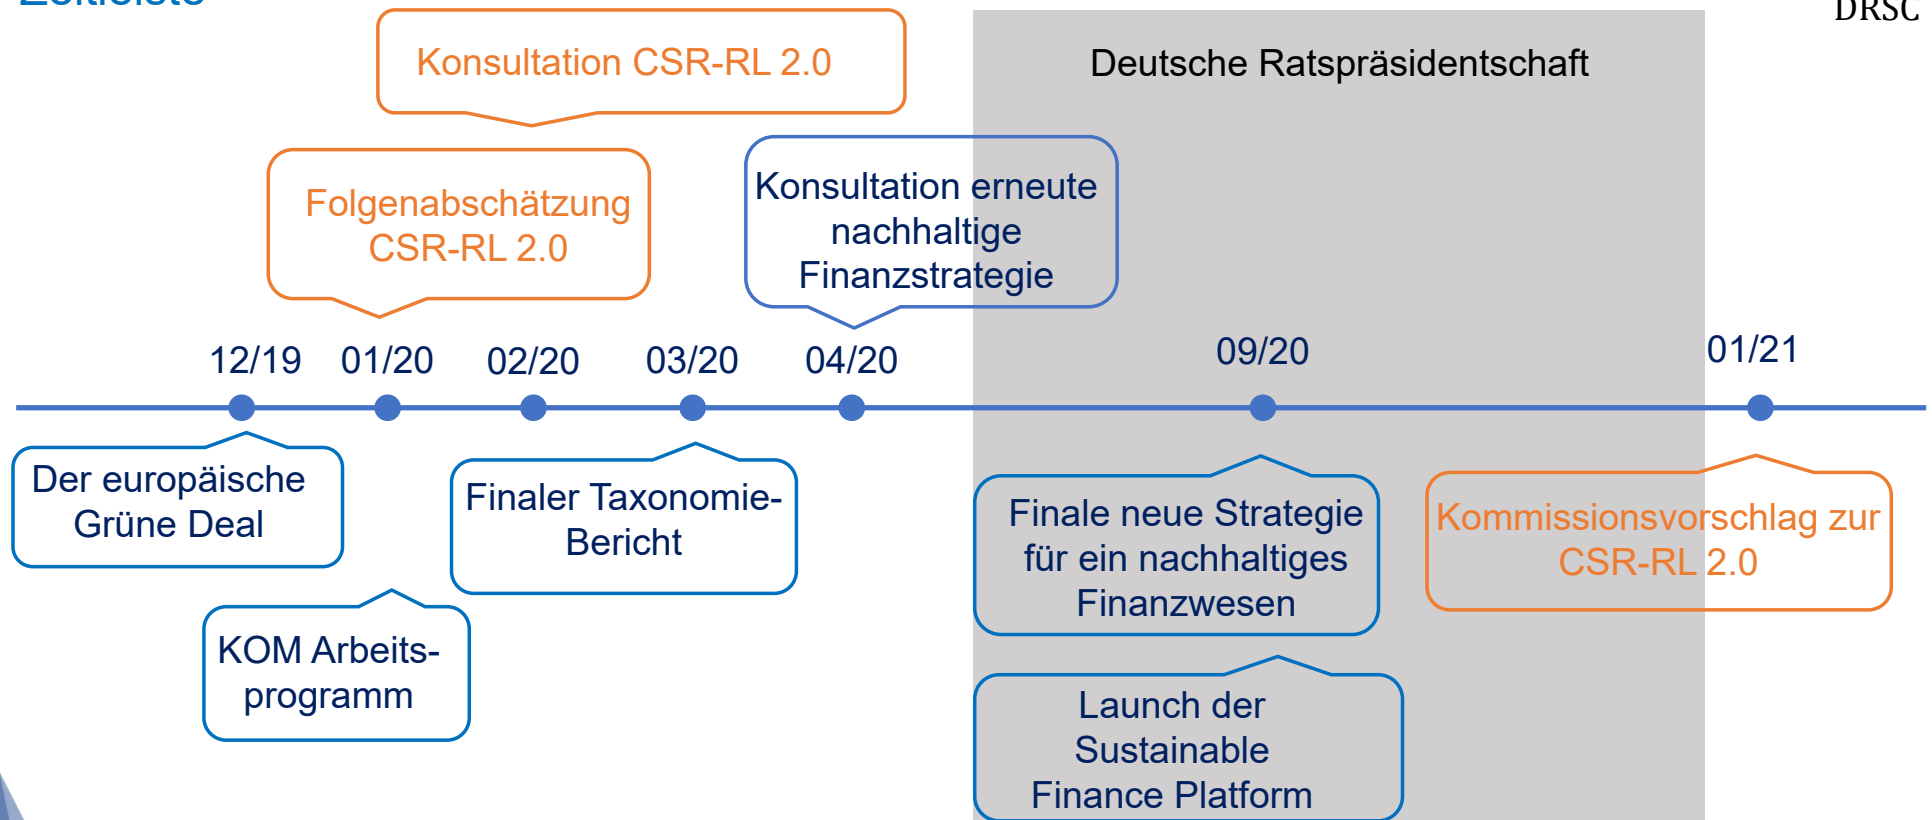 Zeitleiste
DRSC
Konsultation CSR-RL 2.0
Deutsche Ratspräsidentschaft
Folgenabschätzung
CSR-RL 2.0
Konsultation erneute
nachhaltige
Finanzstrategie
12/19
01/20
02/20
03/20
04/20
09/20
01/21
Der europäische
Grüne Deal
KOM Arbeits-
programm
Finaler Taxonomie-
Bericht
Finale neue Strategie
für ein nachhaltiges
Finanzwesen
Launch der
Sustainable
Finance Platform
Kommissionsvorschlag zur
CSR-RL 2.0